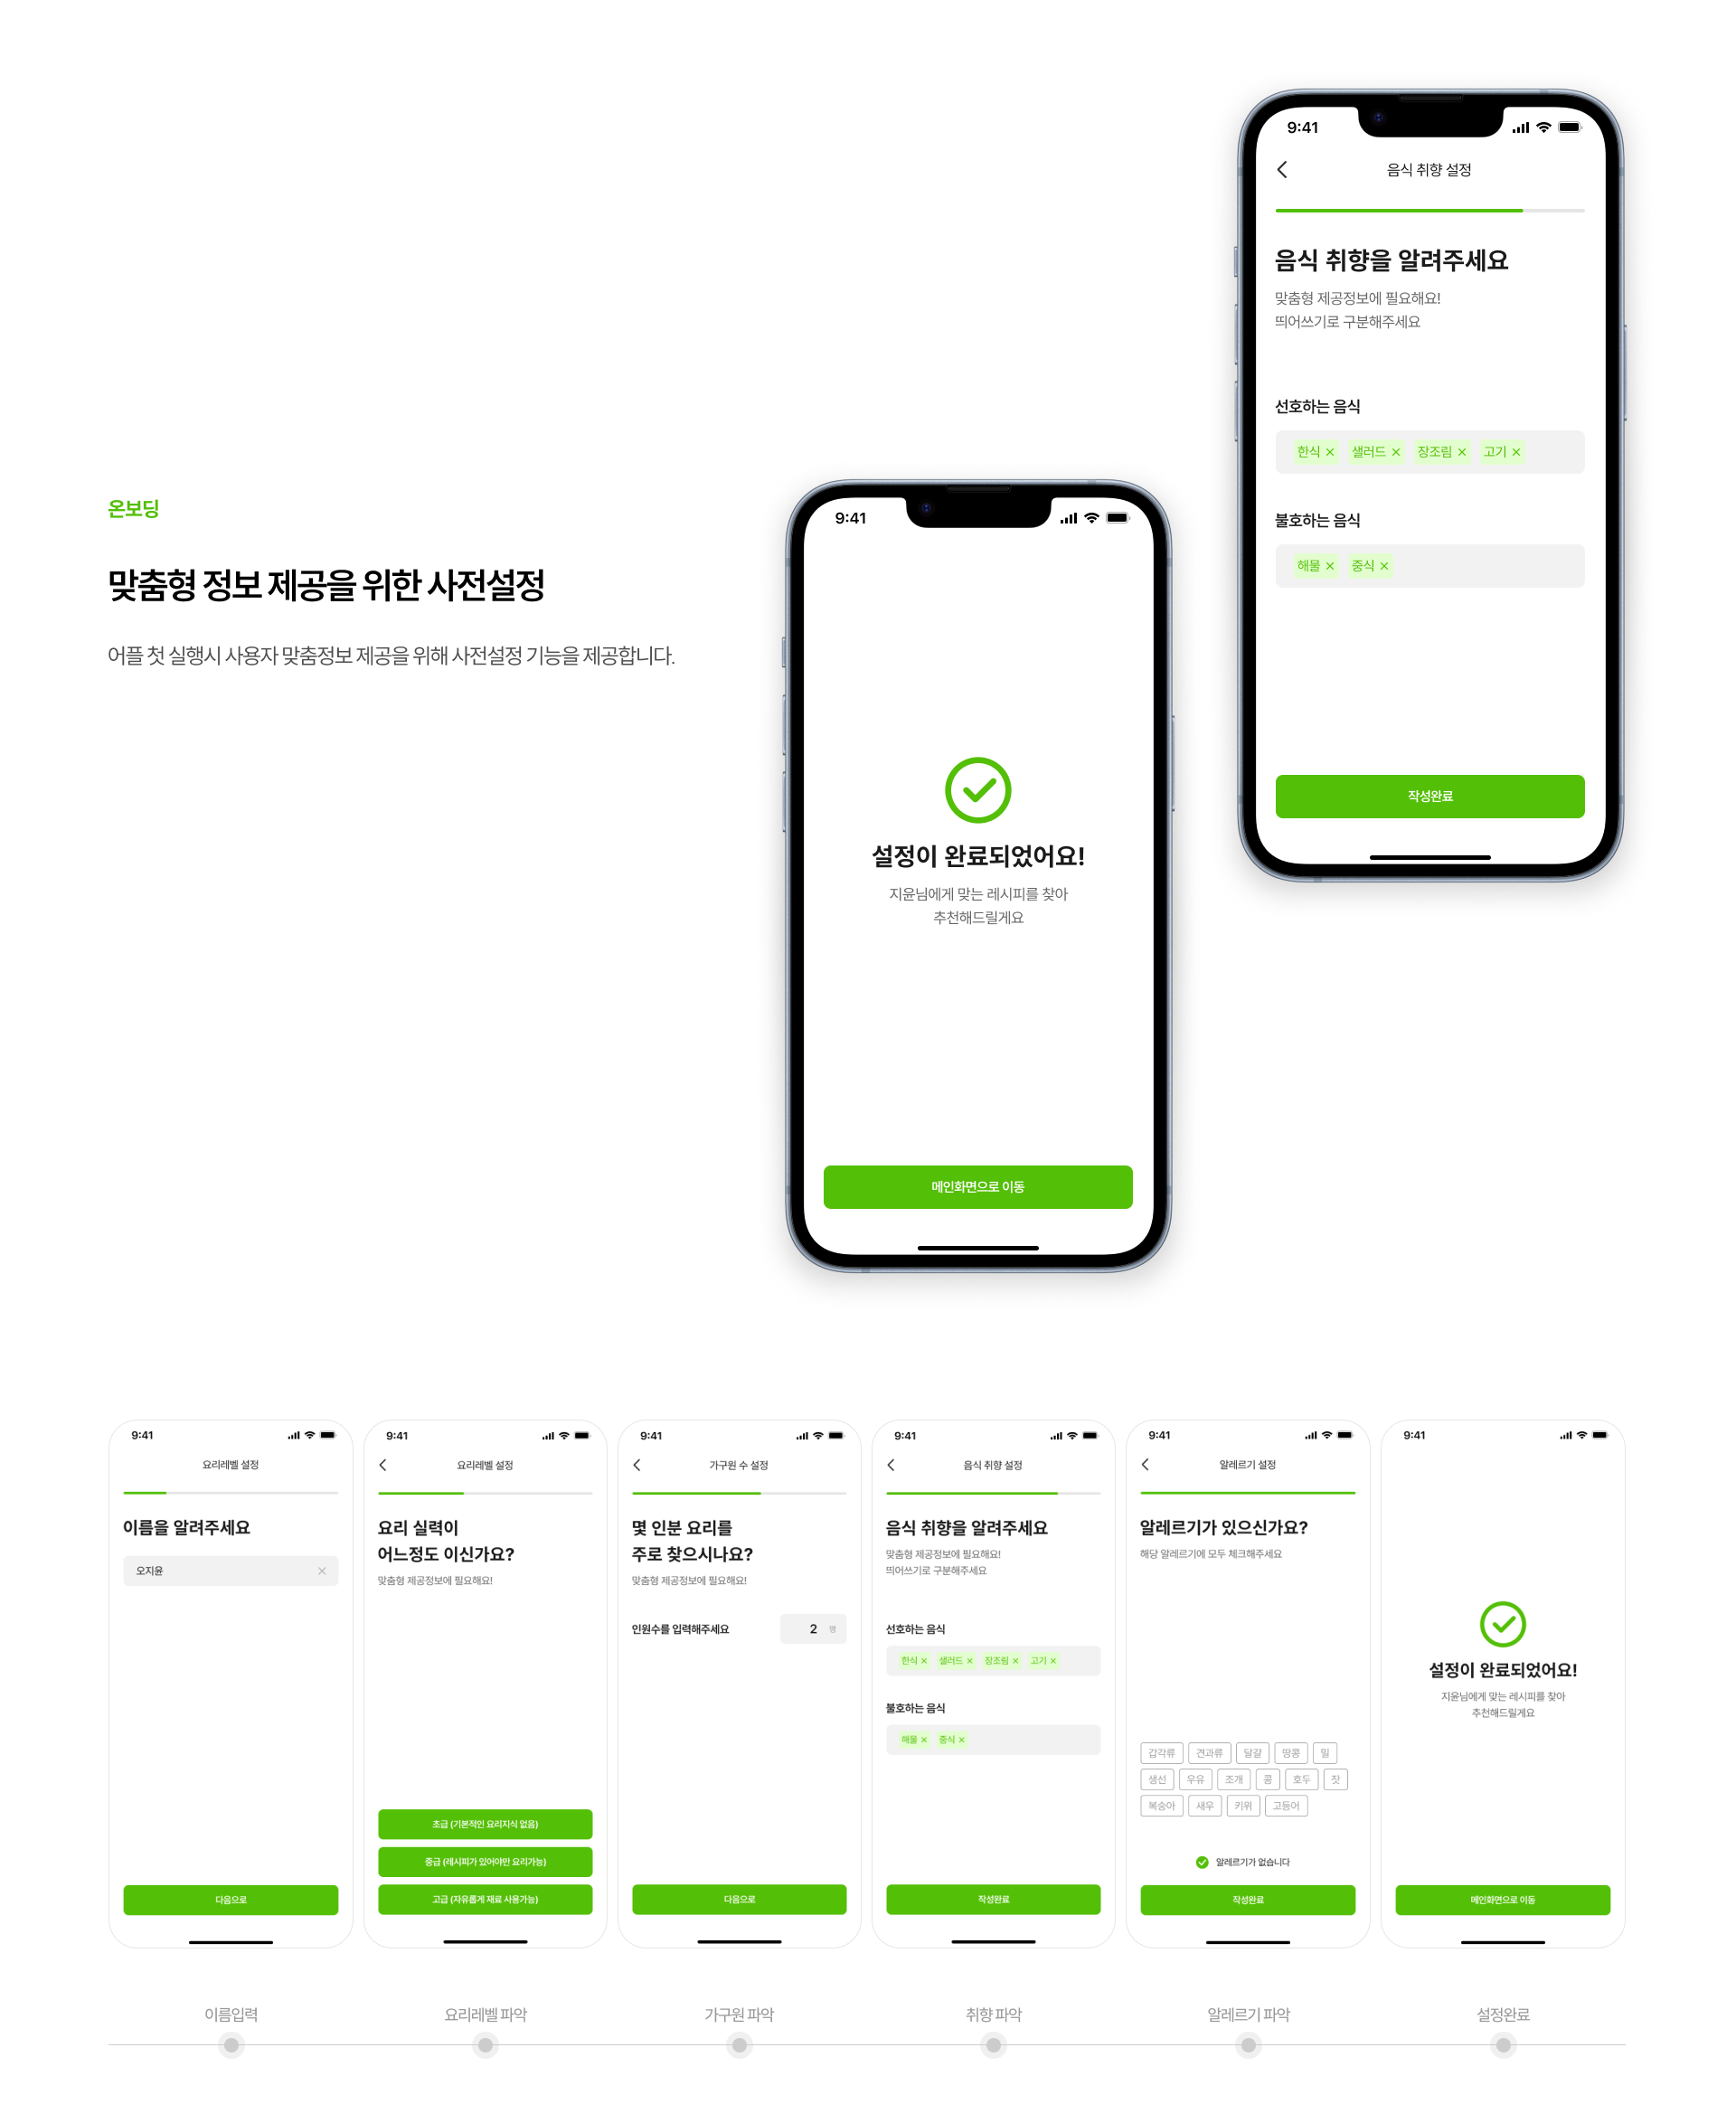 온보딩
맞춤형 정보 제공을 위한 사전설정
어플 첫 실행시 사용자 맞춤정보 제공을 위해 사전설정 기능을 제공합니다.
9:41
설정이 완료되었어요!
지윤님에게 맞는 레시피를 찾아
추천해드릴게요
메인화면으로 이동
9:41
음식 취향 설정
음식 취향을 알려주세요
맞춤형 제공정보에 필요해요!
띄어쓰기로 구분해주세요
선호하는 음식
한식 × 샐러드 × 장조림 × 고기 ×
불호하는 음식
해물 × 중식 ×
작성완료
9:41
요리레벨 설정
이름을 알려주세요
오지윤
다음으로
9:41
요리레벨 설정
요리 실력이
어느정도 이신가요?
맞춤형 제공정보에 필요해요!
초급 (기본적인 요리지식 없음)
중급 (레시피가 있어야만 요리가능)
고급 (자유롭게 재료 사용가능)
9:41
가구원 수 설정
몇 인분 요리를
주로 찾으시나요?
맞춤형 제공정보에 필요해요!
인원수를 입력해주세요 2 명
다음으로
9:41
음식 취향 설정
음식 취향을 알려주세요
맞춤형 제공정보에 필요해요!
띄어쓰기로 구분해주세요
선호하는 음식
한식 × 샐러드 × 장조림 × 고기 ×
불호하는 음식
해물 × 중식 ×
작성완료
9:41
알레르기 설정
알레르기가 있으신가요?
해당 알레르기에 모두 체크해주세요
갑각류 견과류 달걀 땅콩 밀
생선 우유 조개 콩 호두 잣
복숭아 새우 키위 고등어
알레르기가 없습니다
작성완료
9:41
설정이 완료되었어요!
지윤님에게 맞는 레시피를 찾아
추천해드릴게요
메인화면으로 이동
이름입력 요리레벨 파악 가구원 파악 취향 파악 알레르기 파악 설정완료